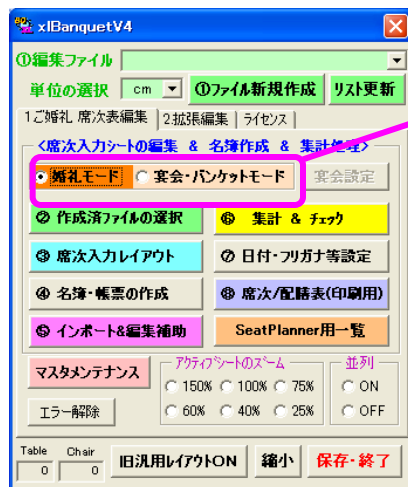 xlBanquetV4
①編集ファイル
単位の選択 cm ①ファイル新規作成 リスト更新
1ご婚礼 席次表編集 2拡張編集 ライセンス
<席次入力シートの編集 & 名簿作成 & 集計処理>
婚礼モード 宴会・バンケットモード 宴会設定
② 作成済ファイルの選択 ⑥ 集計 & チェック
③ 席次入力レイアウト ⑦ 日付・フリガナ等設定
④ 名簿・帳票の作成 ⑧ 席次/配膳表(印刷用)
⑤ インポート&編集補助 SeatPlanner用一覧
マスタメンテナンス アクティブシートのズーム 並列
150% 100% 75% ON
エラー解除 60% 40% 25% OFF
Table Chair
0 0 旧汎用レイアウトON 縮小 保存・終了